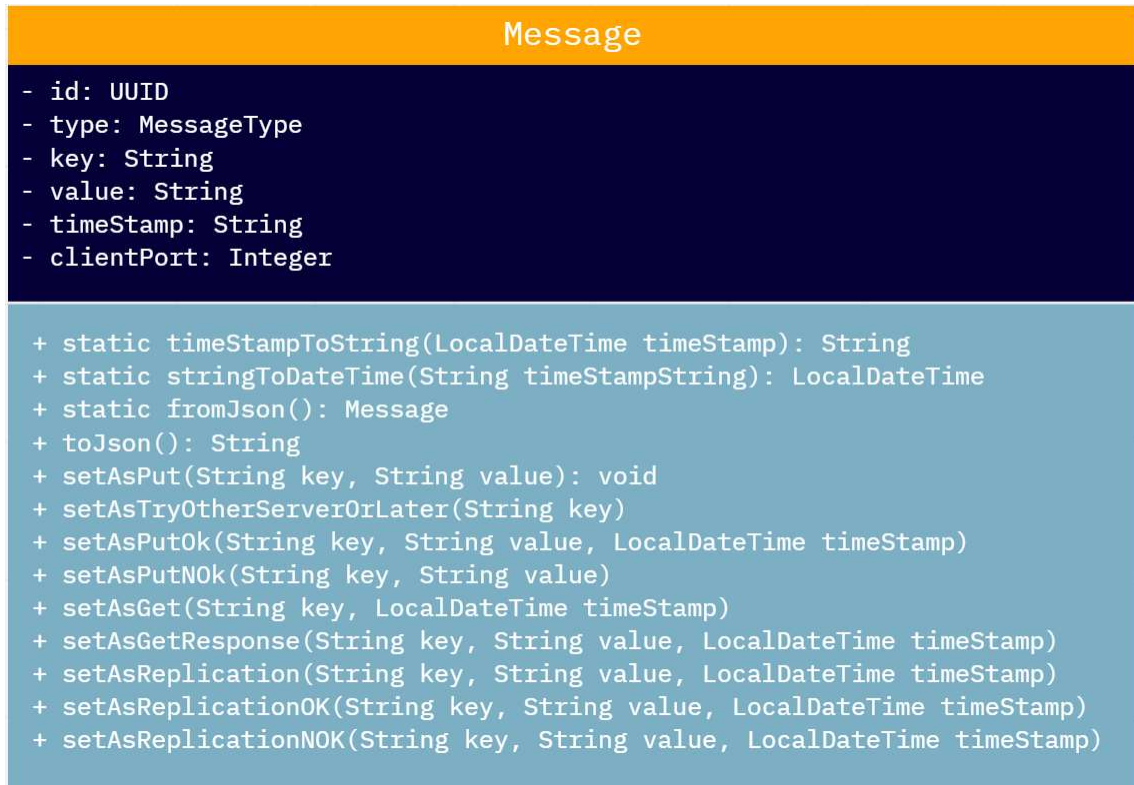 Message
- id: UUID
- type: MessageType
- key: String
- value: String
- timeStamp: String
- clientPort: Integer
+ static timeStampToString(LocalDateTime timeStamp): String
+ static stringToDateTime(String timeStampString): LocalDateTime
+ static fromJson(): Message
+ toJson(): String
+ setAsPut(String key, String value): void
+ setAsTryOtherServerOrLater(String key)
+ setAsPutOk(String key, String value, LocalDateTime timeStamp)
+ setAsPutNOk(String key, String value)
+ setAsGet(String key, LocalDateTime timeStamp)
+ setAsGetResponse(String key, String value, LocalDateTime timeStamp)
+ setAsReplication(String key, String value, LocalDateTime timeStamp)
+ setAsReplicationOK(String key, String value, LocalDateTime timeStamp)
+ setAsReplicationNOK(String key, String value, LocalDateTime timeStamp)